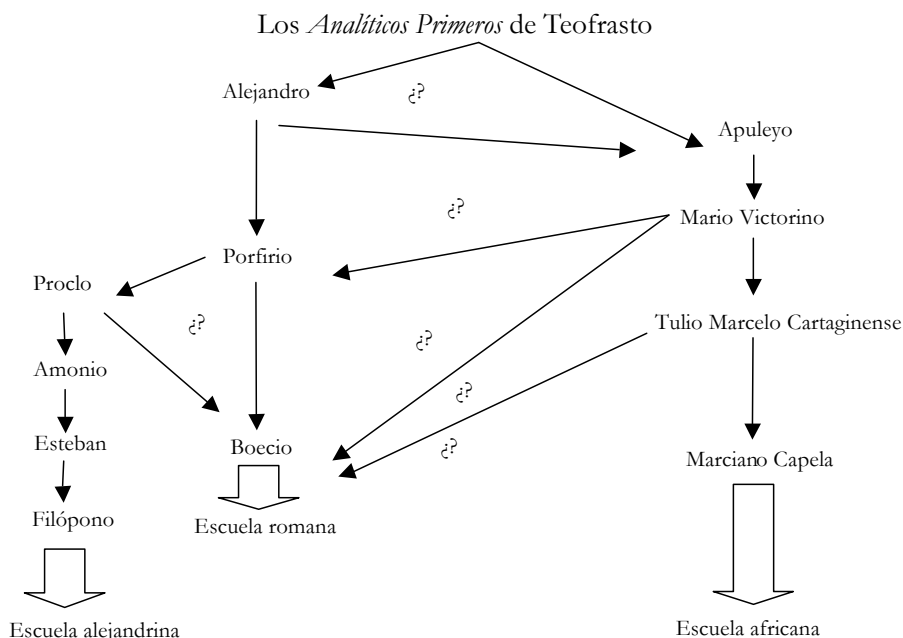 Los Analíticos Primeros de Teofrasto
Alejandro
¿?
Apuleyo
¿?
Mario Victorino
Porfirio
Proclo
¿?
Tulio Marcelo Cartaginense
¿?
Amonio
¿?
Esteban
Boecio
¿?
Marciano Capela
Filópono
Escuela romana
Escuela alejandrina
Escuela africana